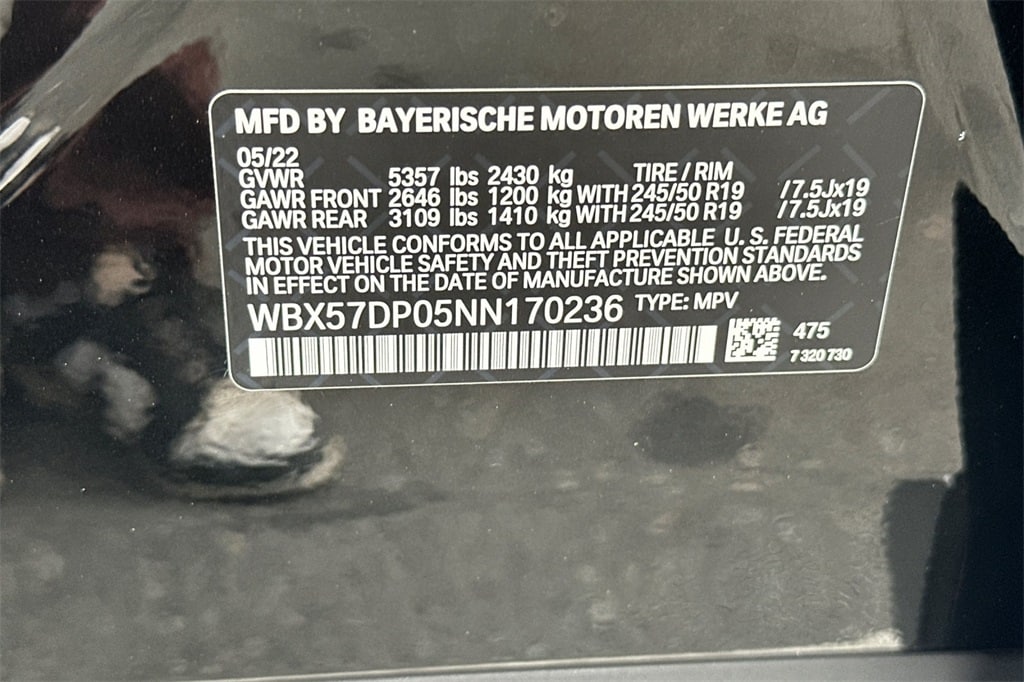 MFD BY BAYERISCHE MOTOREN WERKE AG
05/22
GVWR 5357 lbs 2430 kg TIRE / RIM
GAWR FRONT 2646 lbs 1200 kg WITH 245/50 R19 /7.5Jx19
GAWR REAR 3109 lbs 1410 kg WITH 245/50 R19 /7.5Jx19
THIS VEHICLE CONFORMS TO ALL APPLICABLE U. S. FEDERAL
MOTOR VEHICLE SAFETY AND THEFT PREVENTION STANDARDS
IN EFFECT ON THE DATE OF MANUFACTURE SHOWN ABOVE.
WBX57DP05NN170236 TYPE: MPV
475
7 320 730